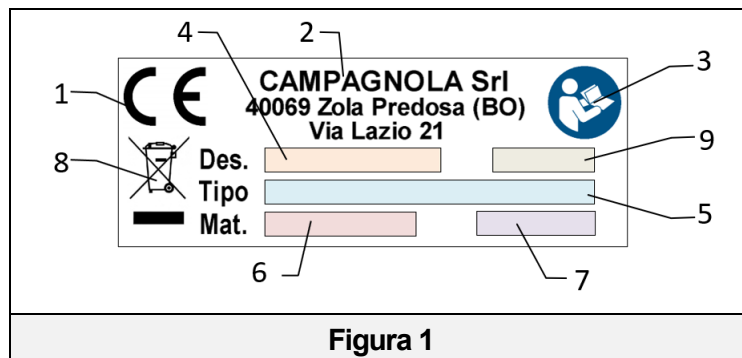 4
2
3
1
CE
CAMPAGNOLA Srl
40069 Zola Predosa (BO)
Via Lazio 21
8
Des.
9
Tipo
5
Mat.
6
7
Figura 1